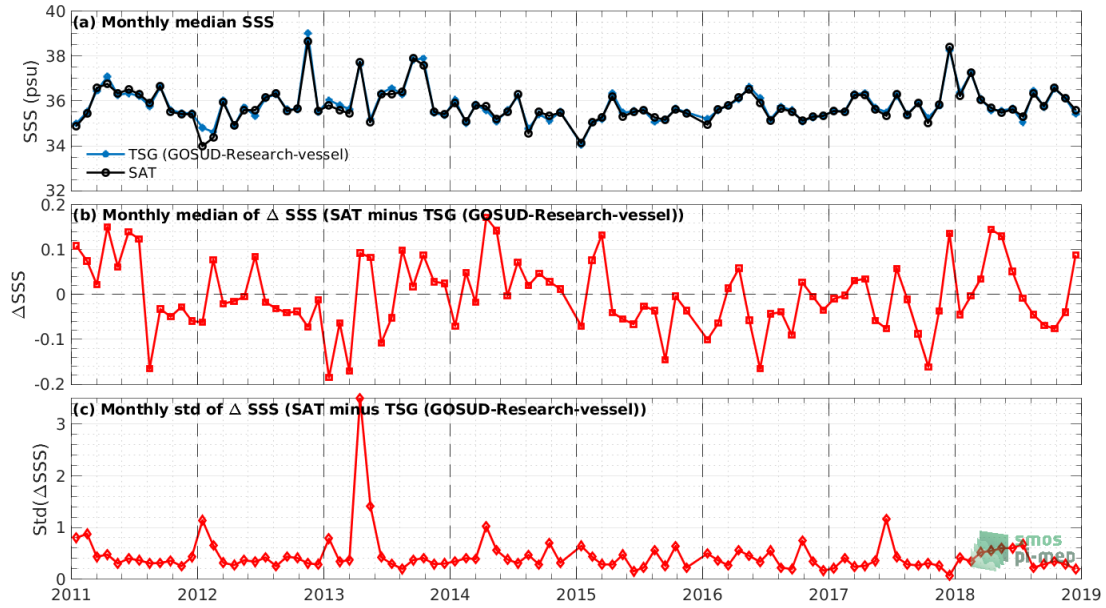 (a) Monthly median SSS
40
38
36
34
32
SSS (psu)
TSG (GOSUD-Research-vessel)
SAT
(b) Monthly median of Δ SSS (SAT minus TSG (GOSUD-Research-vessel))
0.2
0.1
0
-0.1
-0.2
ΔSSS
(c) Monthly std of Δ SSS (SAT minus TSG (GOSUD-Research-vessel))
3
2
1
0
Std(ΔSSS)
smos
pi-mep
2011 2012 2013 2014 2015 2016 2017 2018 2019